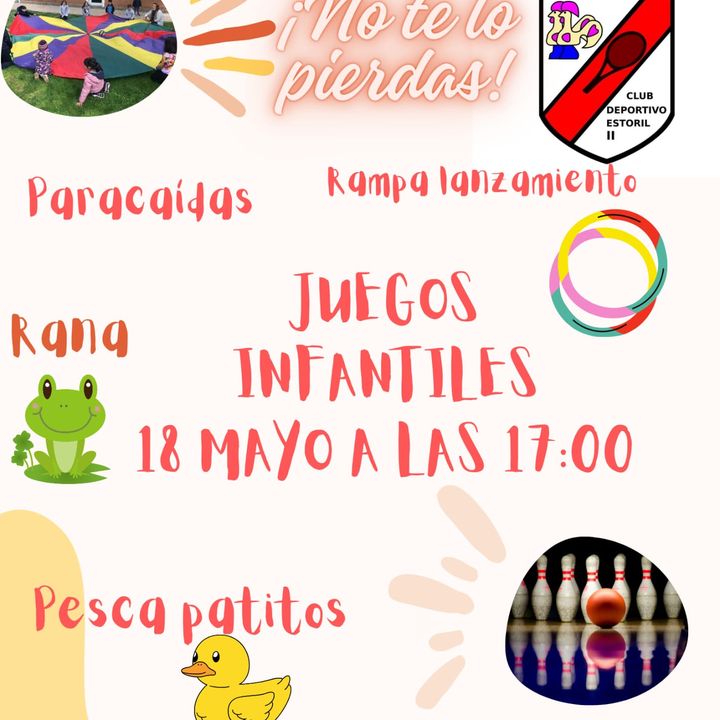 ¡No te lo
pierdas!
CLUB
DEPORTIVO
ESTORIL
II
Paracaídas
Rampa lanzamiento
JUEGOS
INFANTILES
18 MAYO A LAS 17:00
Rana
Pesca patitos